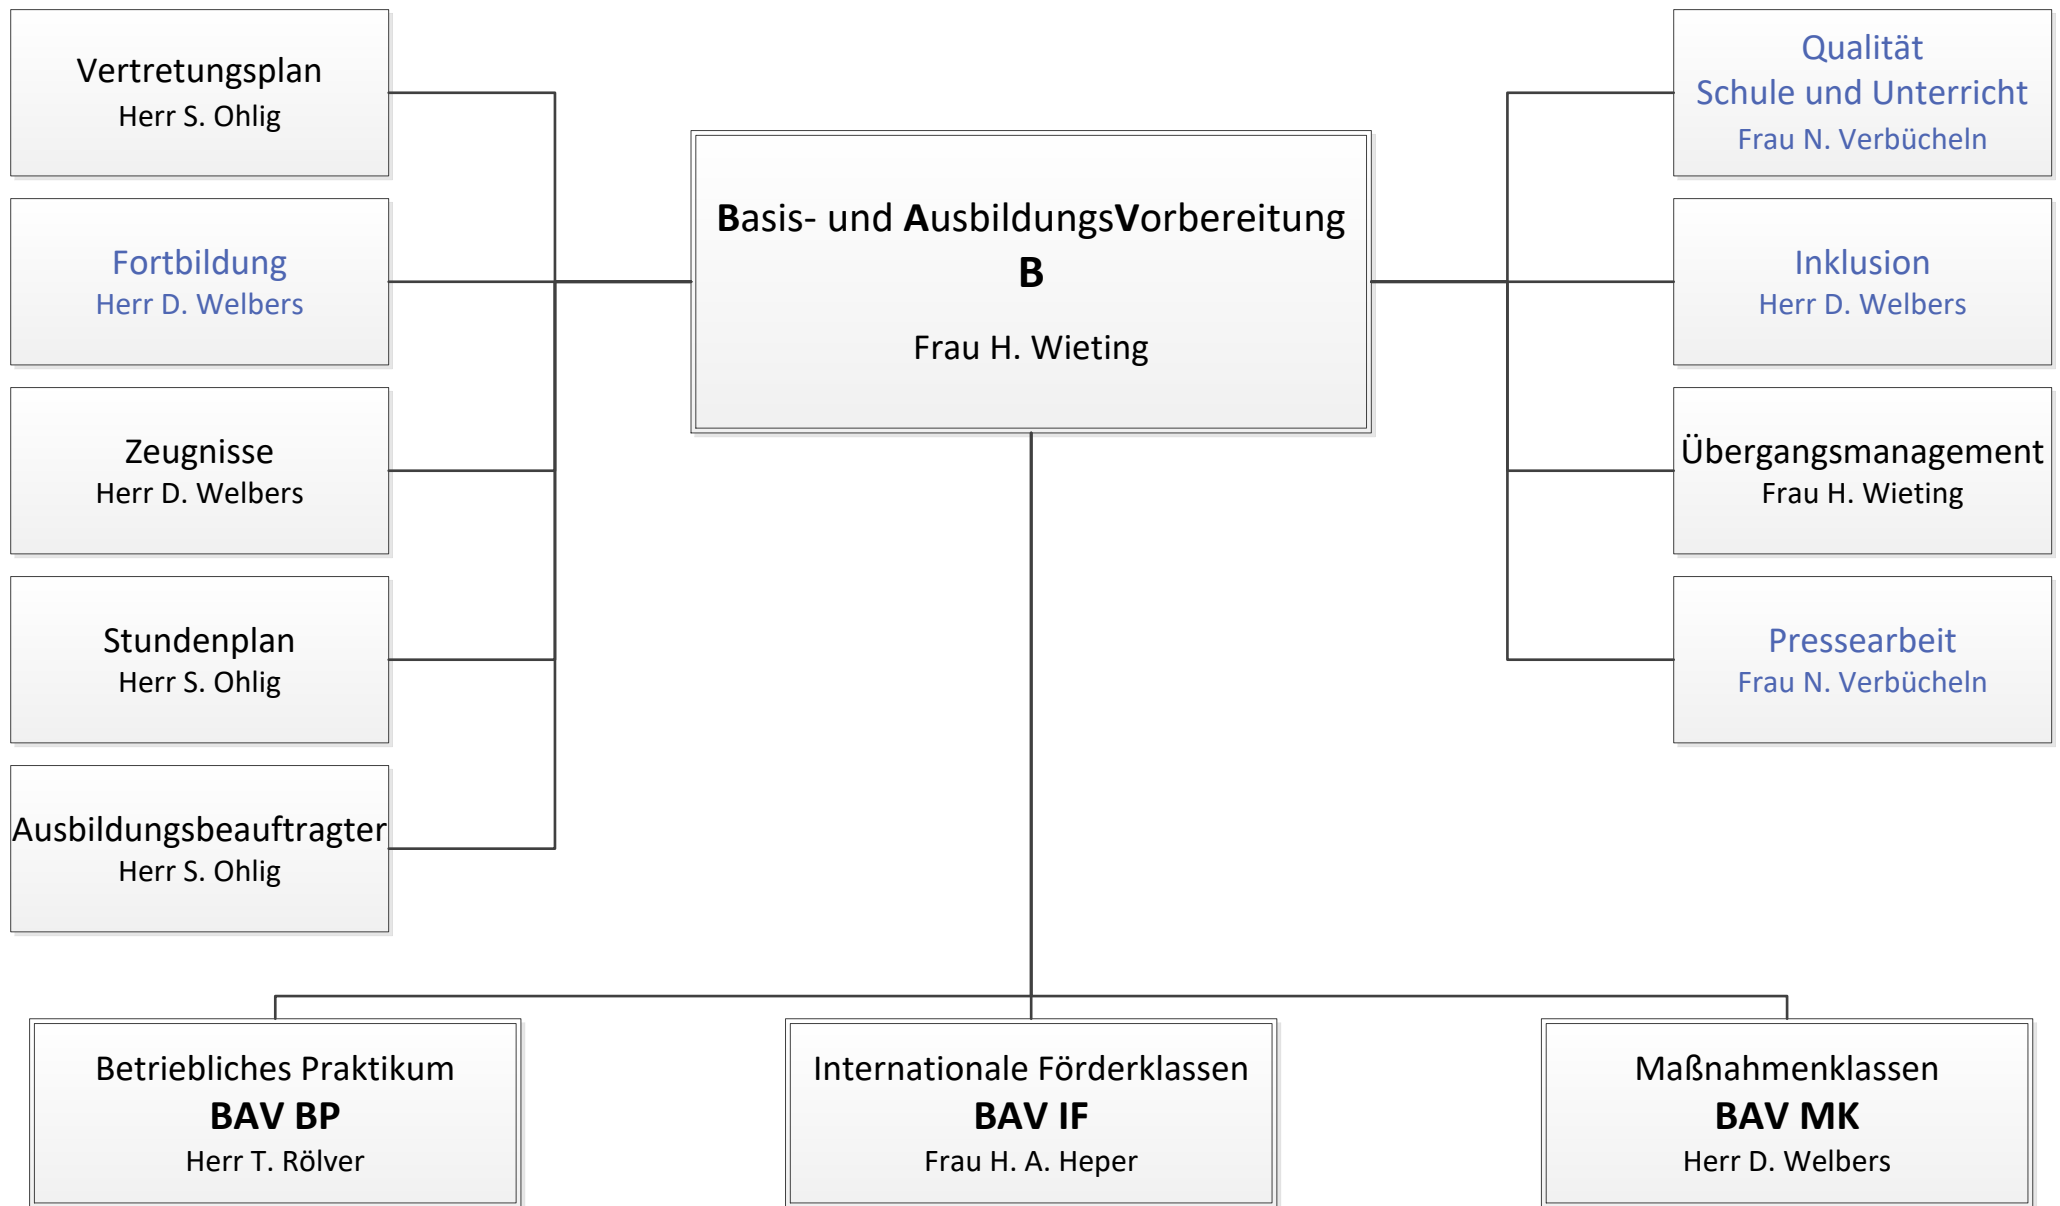 Vertretungsplan
Herr S. Ohlig
Fortbildung
Herr D. Welbers
Zeugnisse
Herr D. Welbers
Stundenplan
Herr S. Ohlig
Ausbildungsbeauftragter
Herr S. Ohlig
Basis- und AusbildungsVorbereitung
B
Frau H. Wieting
Qualität
Schule und Unterricht
Frau N. Verbücheln
Inklusion
Herr D. Welbers
Übergangsmanagement
Frau H. Wieting
Pressearbeit
Frau N. Verbücheln
Betriebliches Praktikum
BAV BP
Herr T. Rölver
Internationale Förderklassen
BAV IF
Frau H. A. Heper
Maßnahmenklassen
BAV MK
Herr D. Welbers